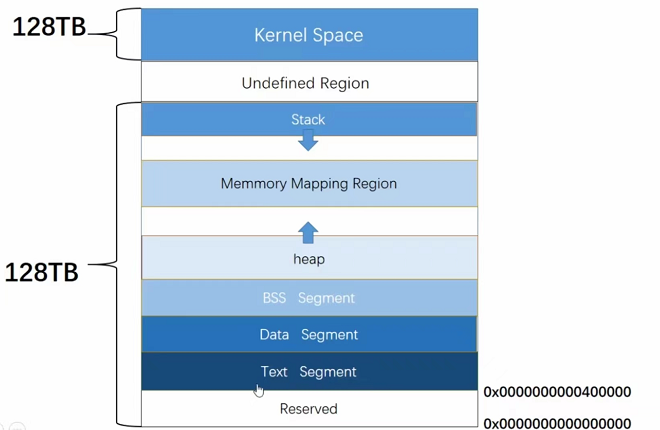 128TB
Kernel Space
Undefined Region
Stack
Memmory Mapping Region
heap
128TB
BSS Segment
Data Segment
Text Segment
0x0000000000400000
Reserved
0x0000000000000000